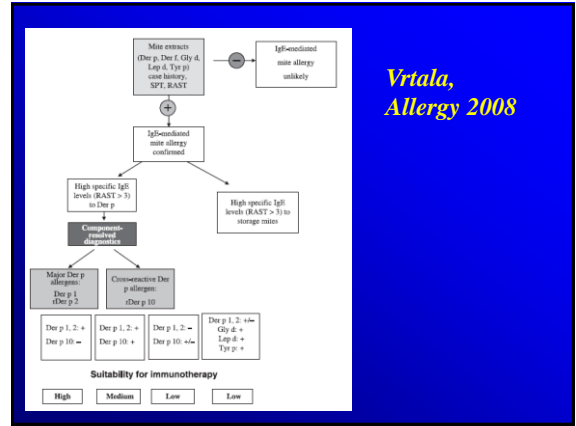 Mite extracts
(Der p, Der f, Gly d,
Lep d, Tyr p)
case history,
SPT, RAST
−
IgE-mediated
mite allergy
unlikely
+
IgE-mediated
mite allergy
confirmed
High specific IgE
levels (RAST > 3)
to Der p
High specific IgE
levels (RAST > 3) to
storage mites
Component-
resolved
diagnostics
Major Der p
allergens:
Der p 1
rDer p 2
Cross-reactive Der
p allergen:
rDer p 10
Der p 1, 2: +
Der p 10: −
Der p 1, 2: +
Der p 10: +
Der p 1, 2: −
Der p 10: +/−
Der p 1, 2: +/−
Gly d: +
Lep d: +
Tyr p: +
Suitability for immunotherapy
High
Medium
Low
Low
Vrtala,
Allergy 2008